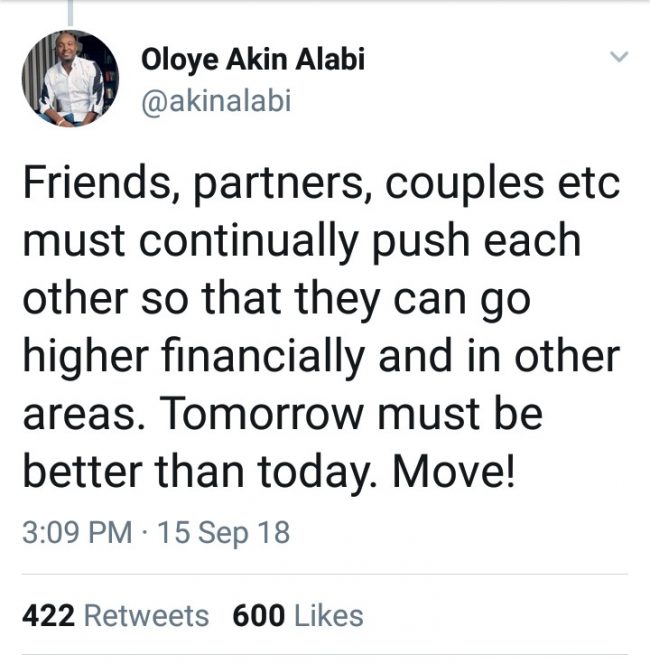 Oloye Akin Alabi
@akinalabi
Friends, partners, couples etc
must continually push each
other so that they can go
higher financially and in other
areas. Tomorrow must be
better than today. Move!
3:09 PM · 15 Sep 18
422 Retweets 600 Likes